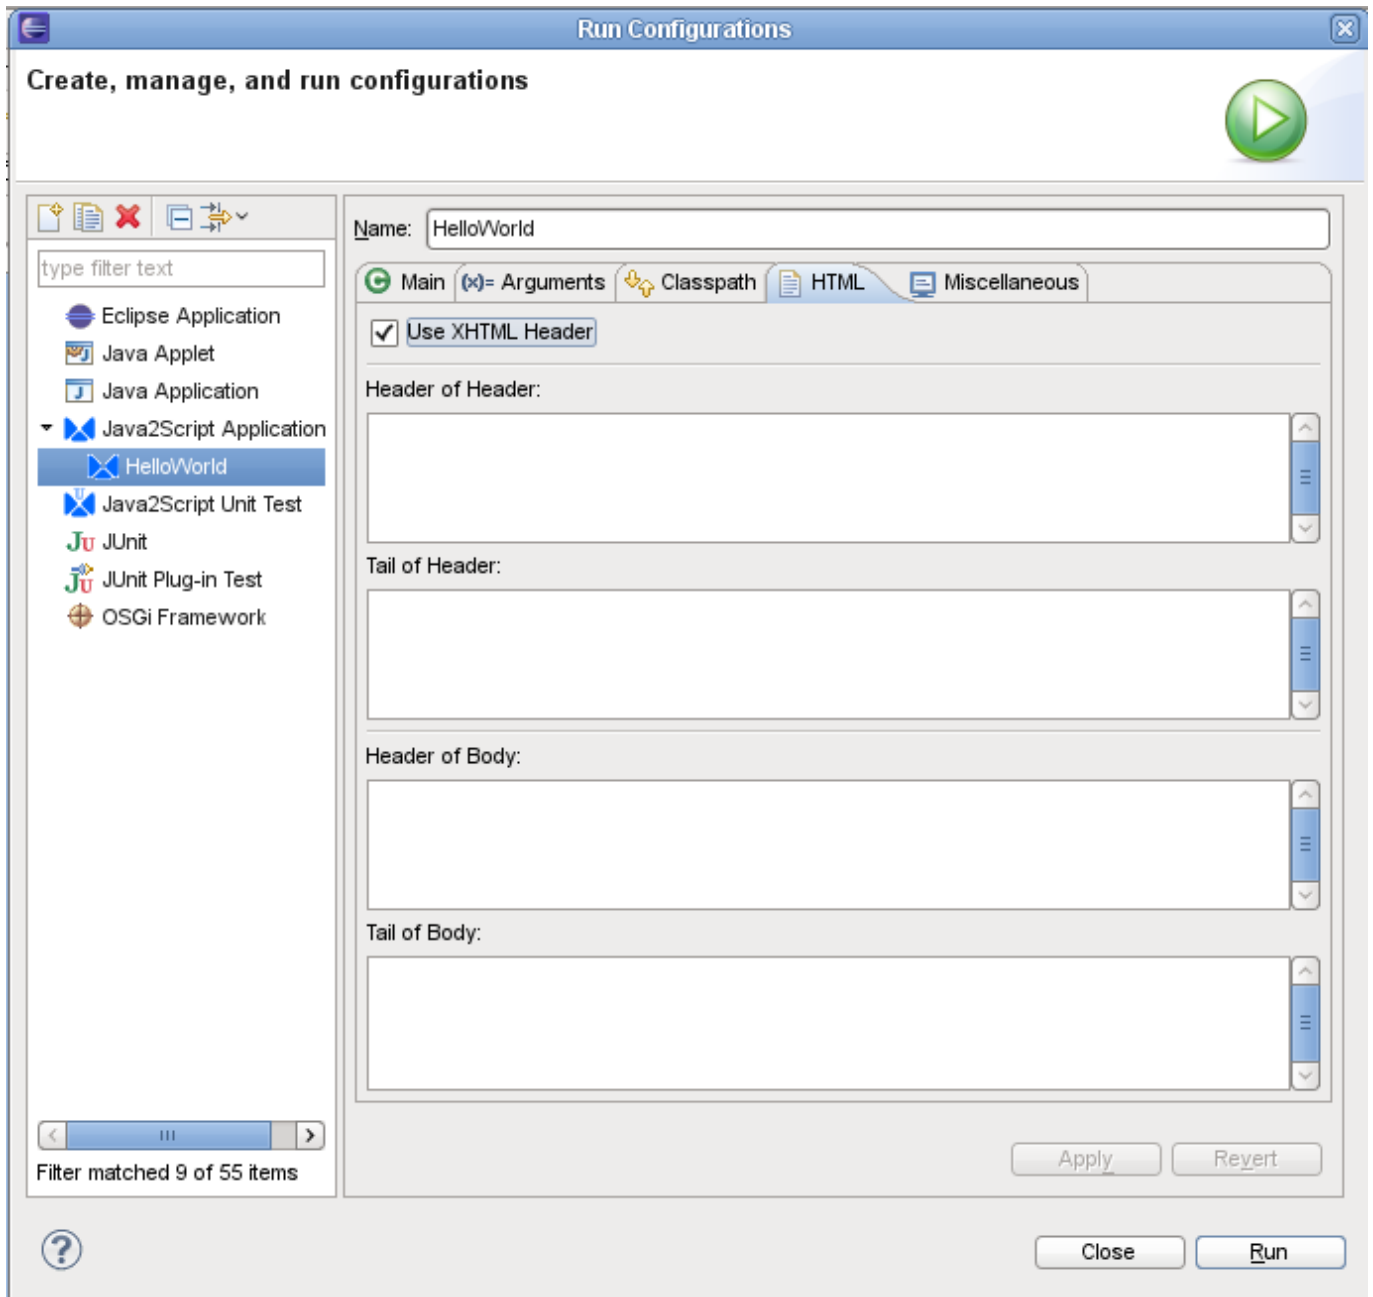 Run Configurations
Create, manage, and run configurations
type filter text
Eclipse Application
Java Applet
Java Application
Java2Script Application
HelloWorld
Java2Script Unit Test
JUnit
JUnit Plug-in Test
OSGi Framework
Filter matched 9 of 55 items
Name: HelloWorld
Main (x)= Arguments Classpath HTML Miscellaneous
Use XHTML Header
Header of Header:
Tail of Header:
Header of Body:
Tail of Body:
Apply Revert
Close Run